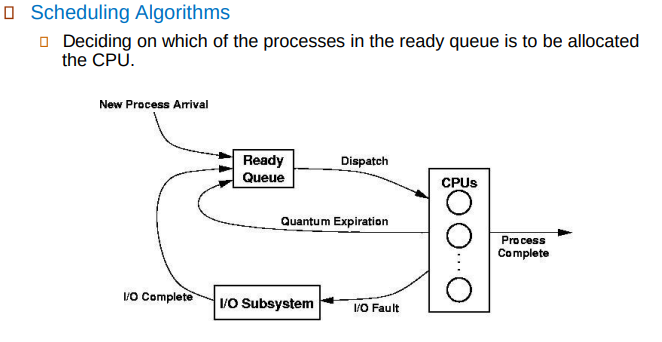 Scheduling Algorithms
Deciding on which of the processes in the ready queue is to be allocated
the CPU.
New Process Arrival
Ready
Queue
Dispatch
CPUs
Quantum Expiration
Process
Complete
I/O Complete
I/O Subsystem
I/O Fault